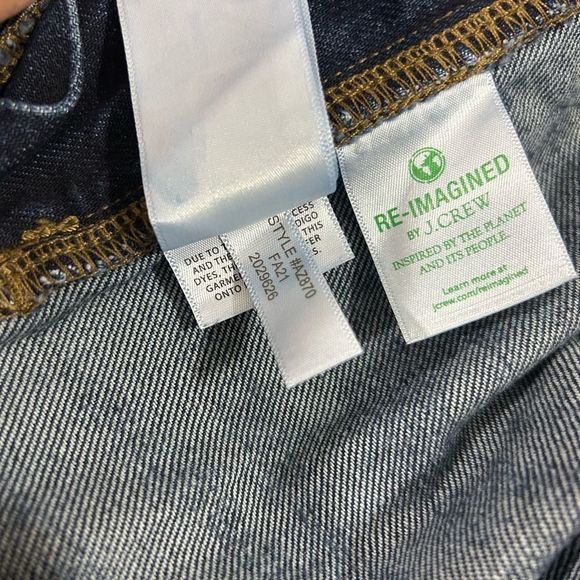 DUE TO
AND THE
DYES, TH
GARME
ONTO
CESS
DIGO
THIS
ER
S.
STYLE #AZ870
FA21
2029626
RE-IMAGINED
BY J.CREW
INSPIRED BY THE PLANET
AND ITS PEOPLE.
Learn more at
jcrew.com/reimagined